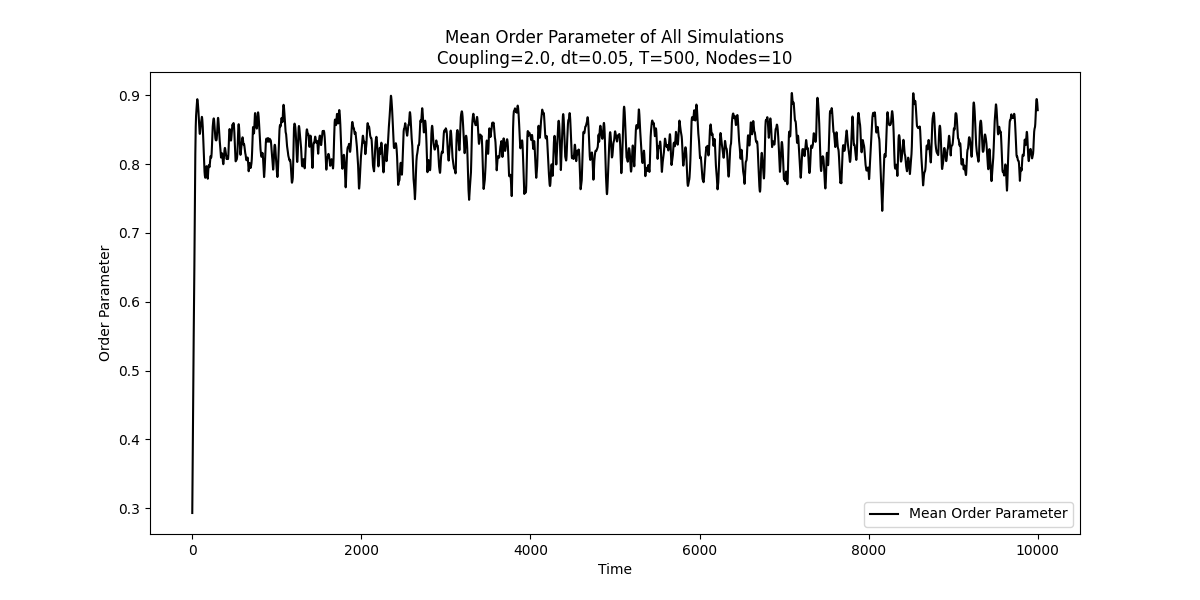 Mean Order Parameter of All Simulations
Coupling=2.0, dt=0.05, T=500, Nodes=10
0.9
0.8
0.7
0.6
0.5
0.4
0.3
Order Parameter
Mean Order Parameter
0 2000 4000 6000 8000 10000
Time